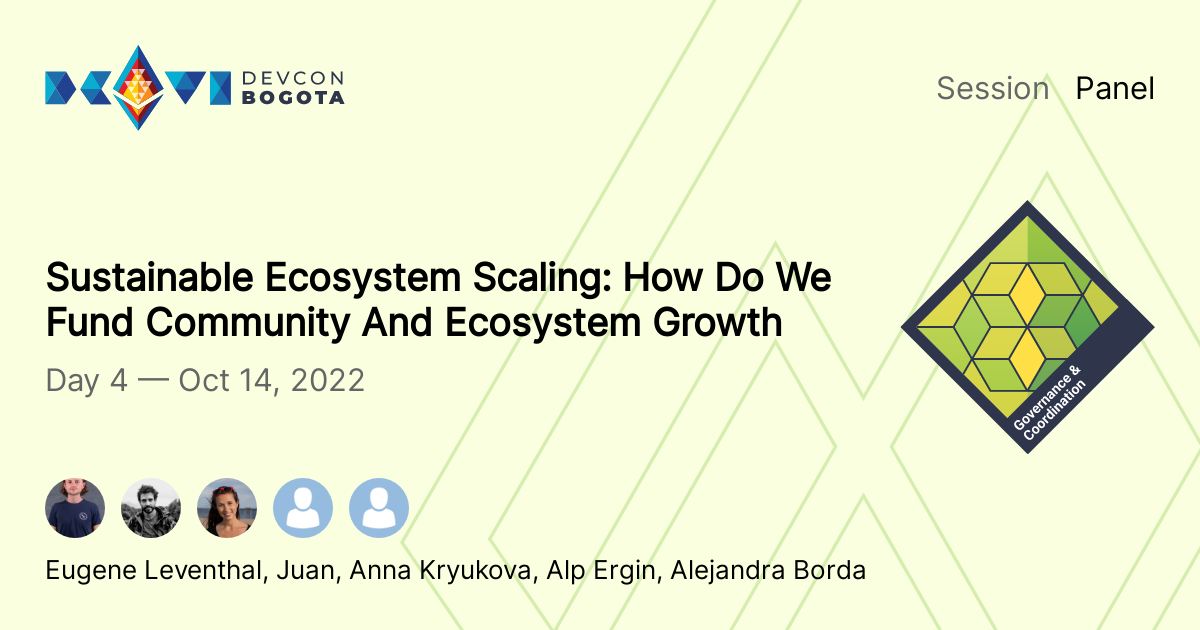 DEVCON
BOGOTA
Session Panel
Sustainable Ecosystem Scaling: How Do We
Fund Community And Ecosystem Growth
Day 4 — Oct 14, 2022
Governance &
Coordination
Eugene Leventhal, Juan, Anna Kryukova, Alp Ergin, Alejandra Borda